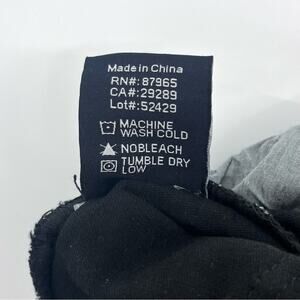 Made in China
RN#: 87965
CA#:29289
Lot#:52429
MACHINE
WASH COLD
NOBLEACH
TUMBLE DRY
LOW